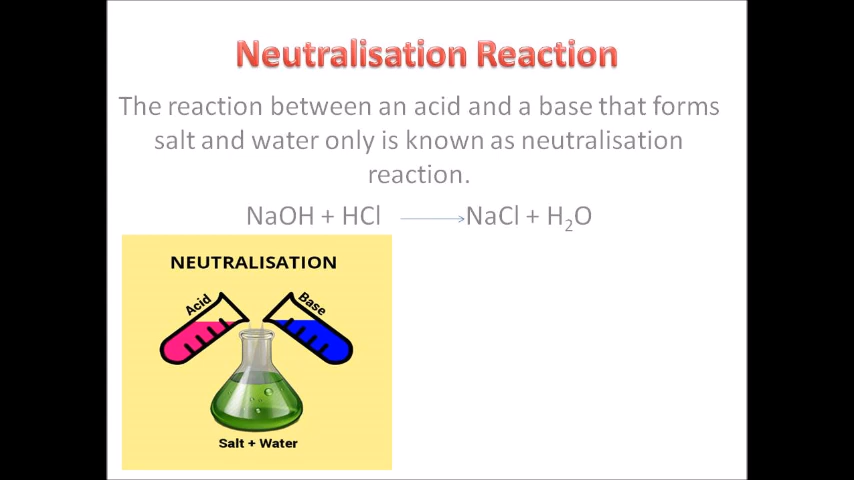 Neutralisation Reaction
The reaction between an acid and a base that forms
salt and water only is known as neutralisation
reaction.
NaOH + HCl ⟶ NaCl + H₂O
NEUTRALISATION
Acid
Base
Salt + Water